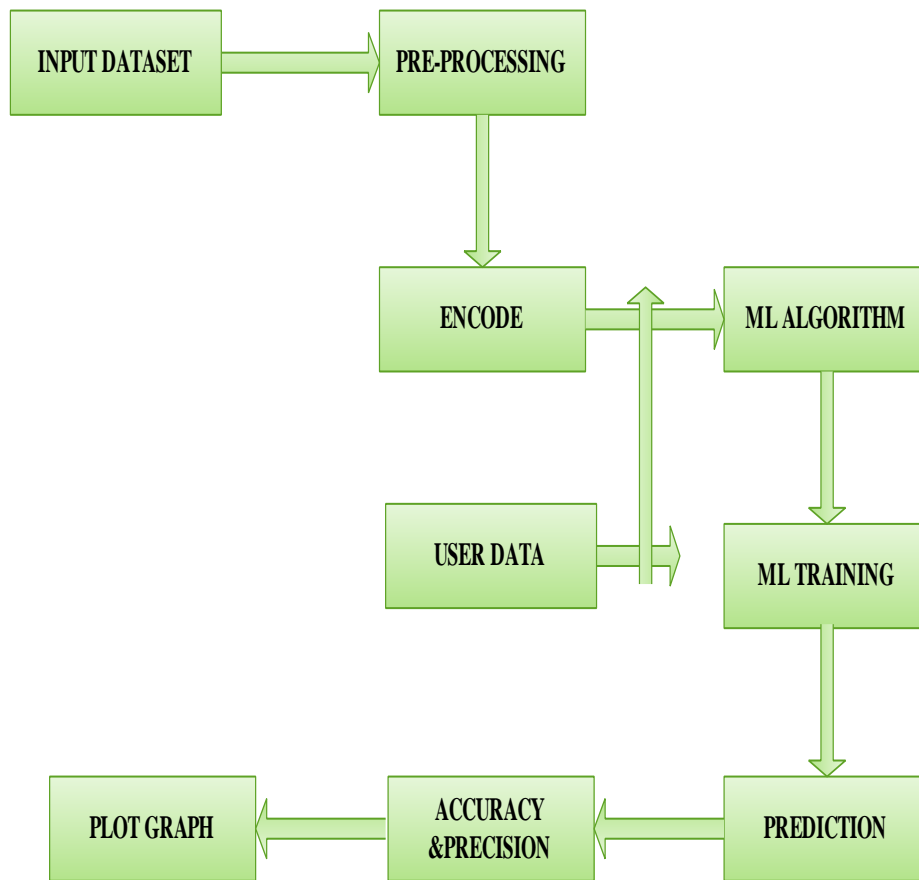 INPUT DATASET
PRE-PROCESSING
ENCODE
ML ALGORITHM
USER DATA
ML TRAINING
PLOT GRAPH
ACCURACY
&PRECISION
PREDICTION